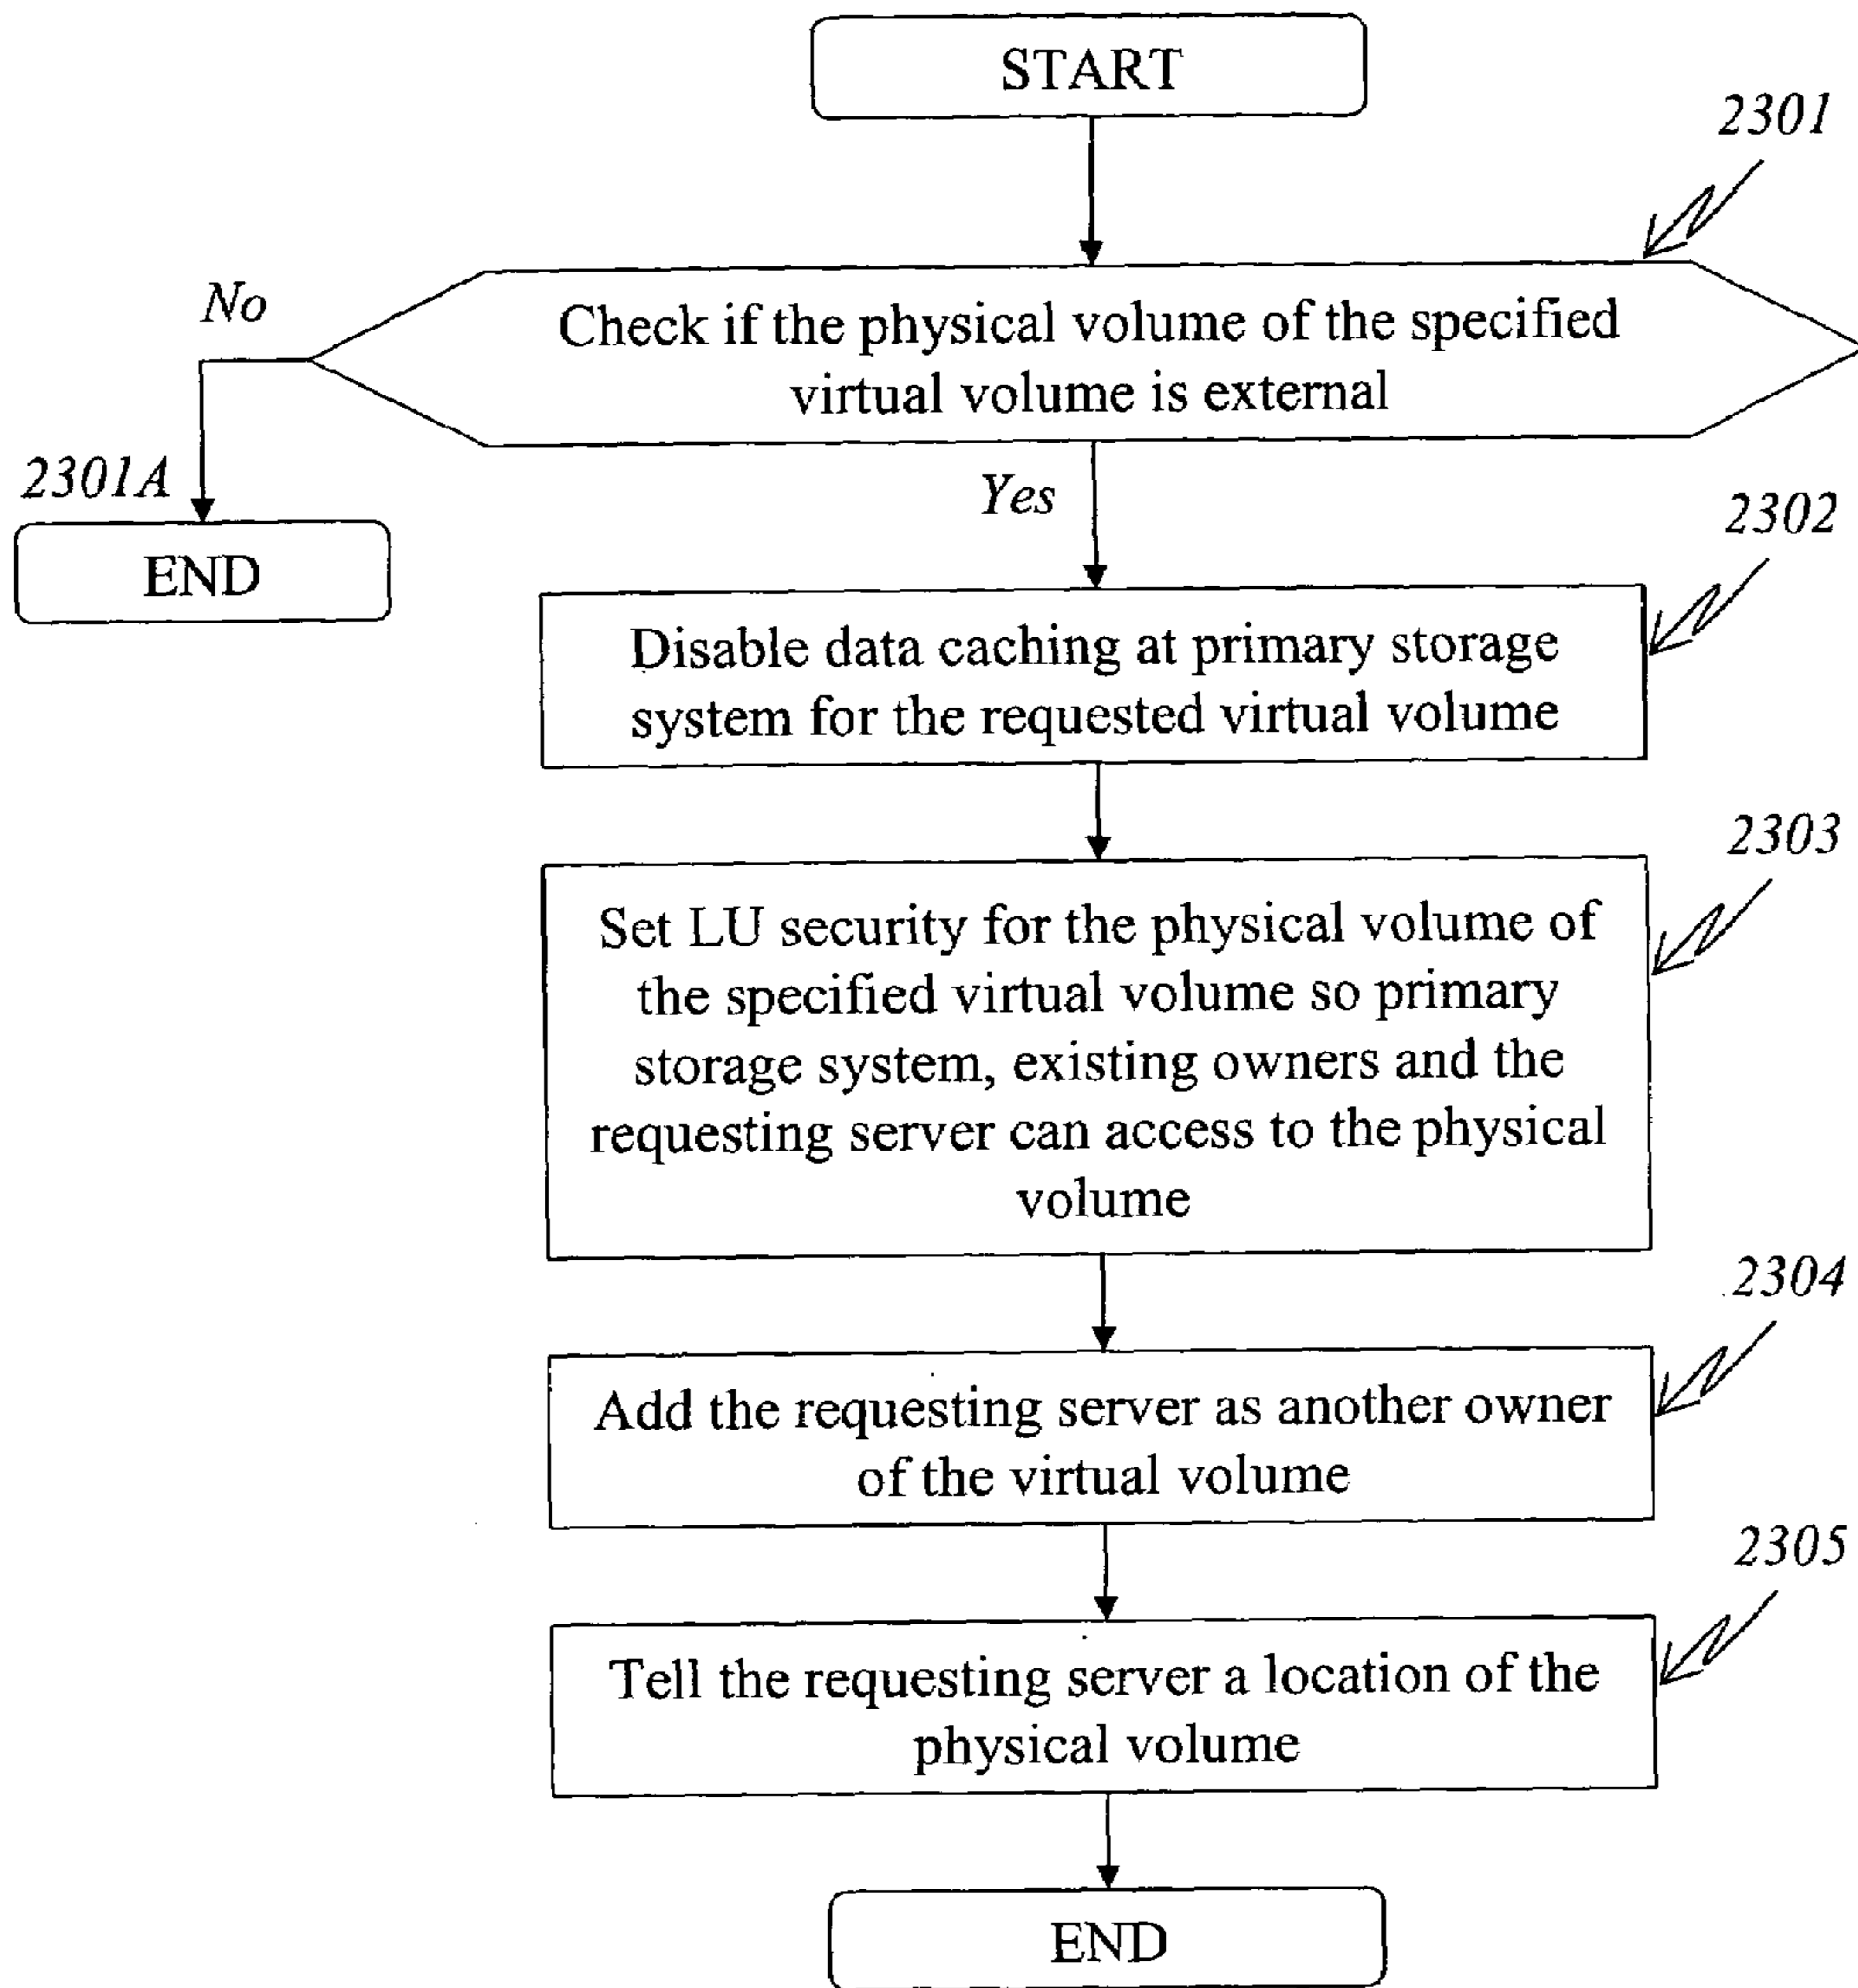 START
2301
No
Check if the physical volume of the specified
virtual volume is external
2301A
Yes
END
2302
Disable data caching at primary storage
system for the requested virtual volume
2303
Set LU security for the physical volume of
the specified virtual volume so primary
storage system, existing owners and the
requesting server can access to the physical
volume
2304
Add the requesting server as another owner
of the virtual volume
2305
Tell the requesting server a location of the
physical volume
END